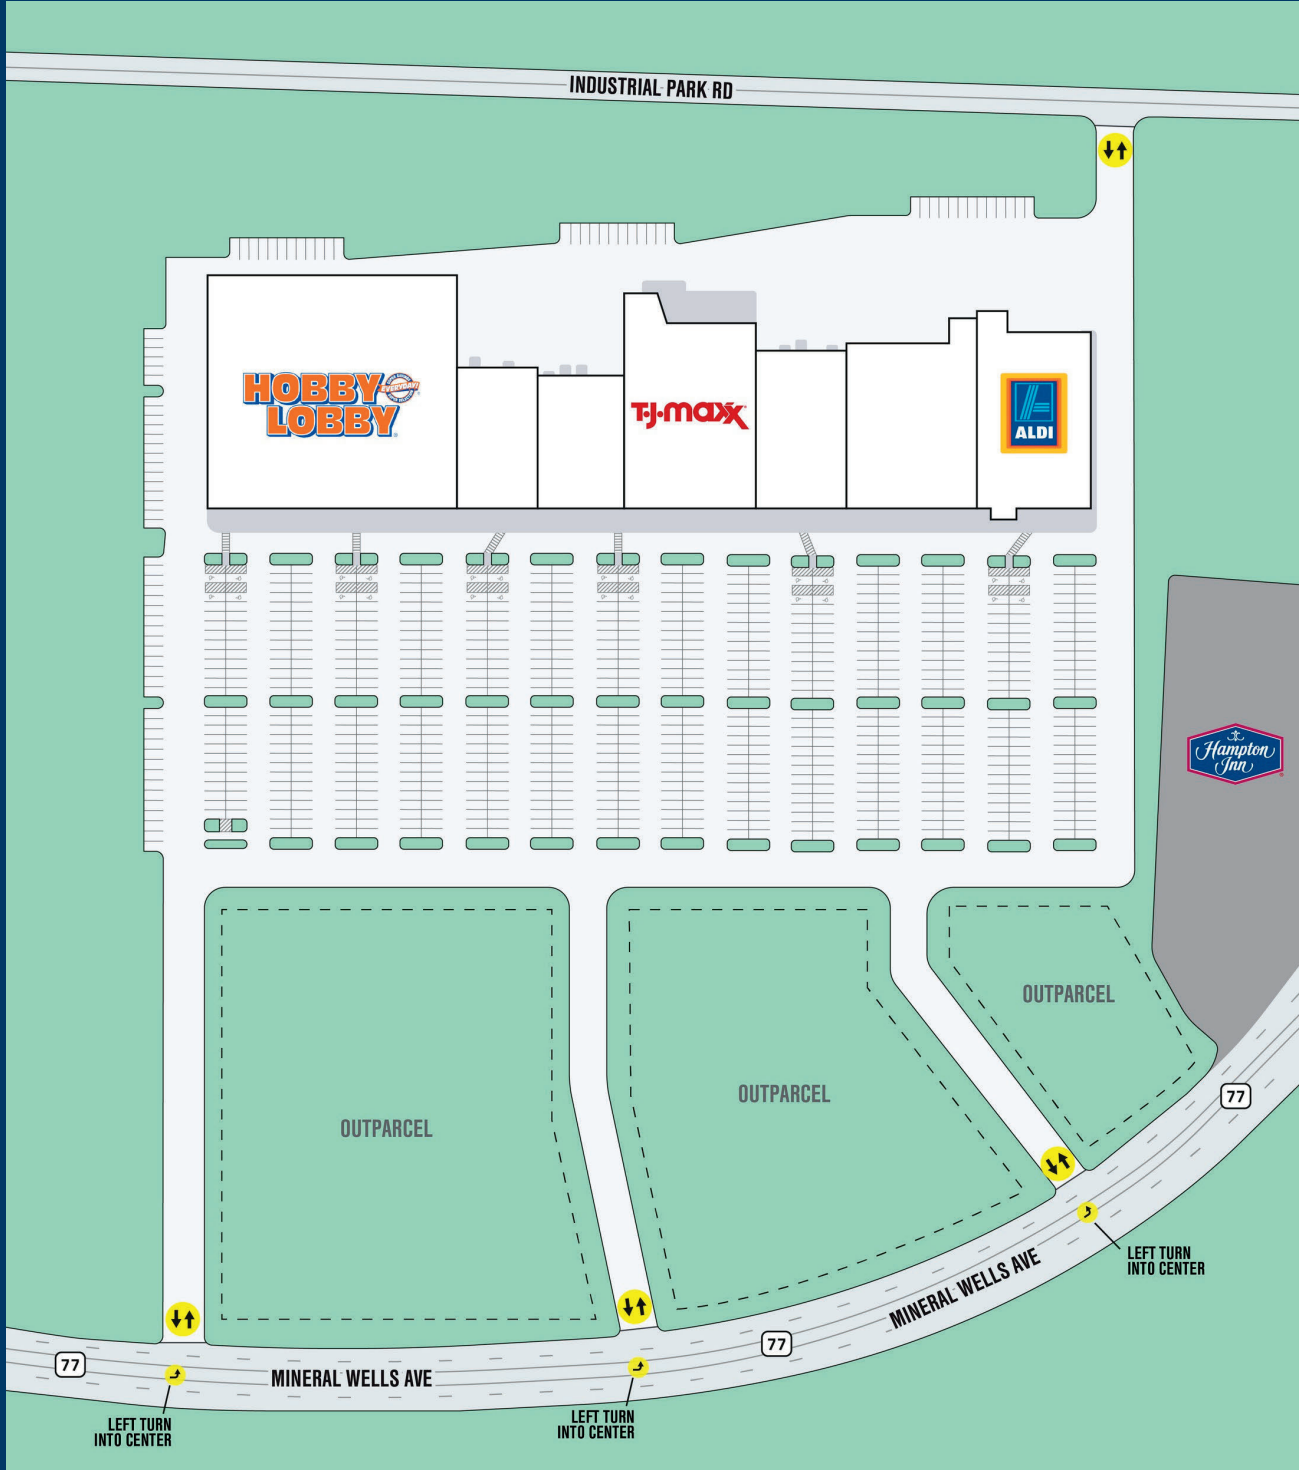 INDUSTRIAL PARK RD
HOBBY
LOBBY
EVERYDAY!
T·J·maxx
ALDI
Hampton
Inn
OUTPARCEL
OUTPARCEL
OUTPARCEL
77
LEFT TURN
INTO CENTER
MINERAL WELLS AVE
77
77
MINERAL WELLS AVE
LEFT TURN
INTO CENTER
LEFT TURN
INTO CENTER